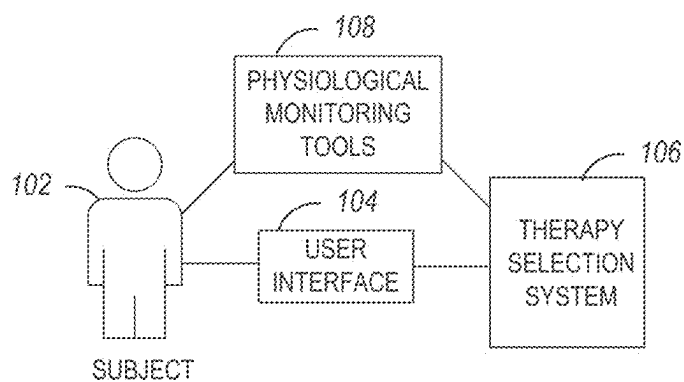 108
PHYSIOLOGICAL
MONITORING
TOOLS
102
106
104
USER
INTERFACE
THERAPY
SELECTION
SYSTEM
SUBJECT